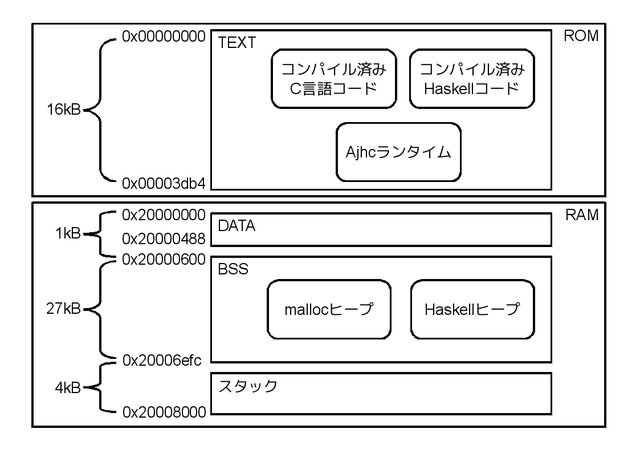 ROM
0x00000000
TEXT
コンパイル済み
C言語コード
コンパイル済み
Haskellコード
16kB
Ajhcランタイム
0x00003db4
RAM
0x20000000
DATA
1kB
0x20000488
0x20000600
BSS
27kB
mallocヒープ
Haskellヒープ
0x20006efc
スタック
4kB
0x20008000